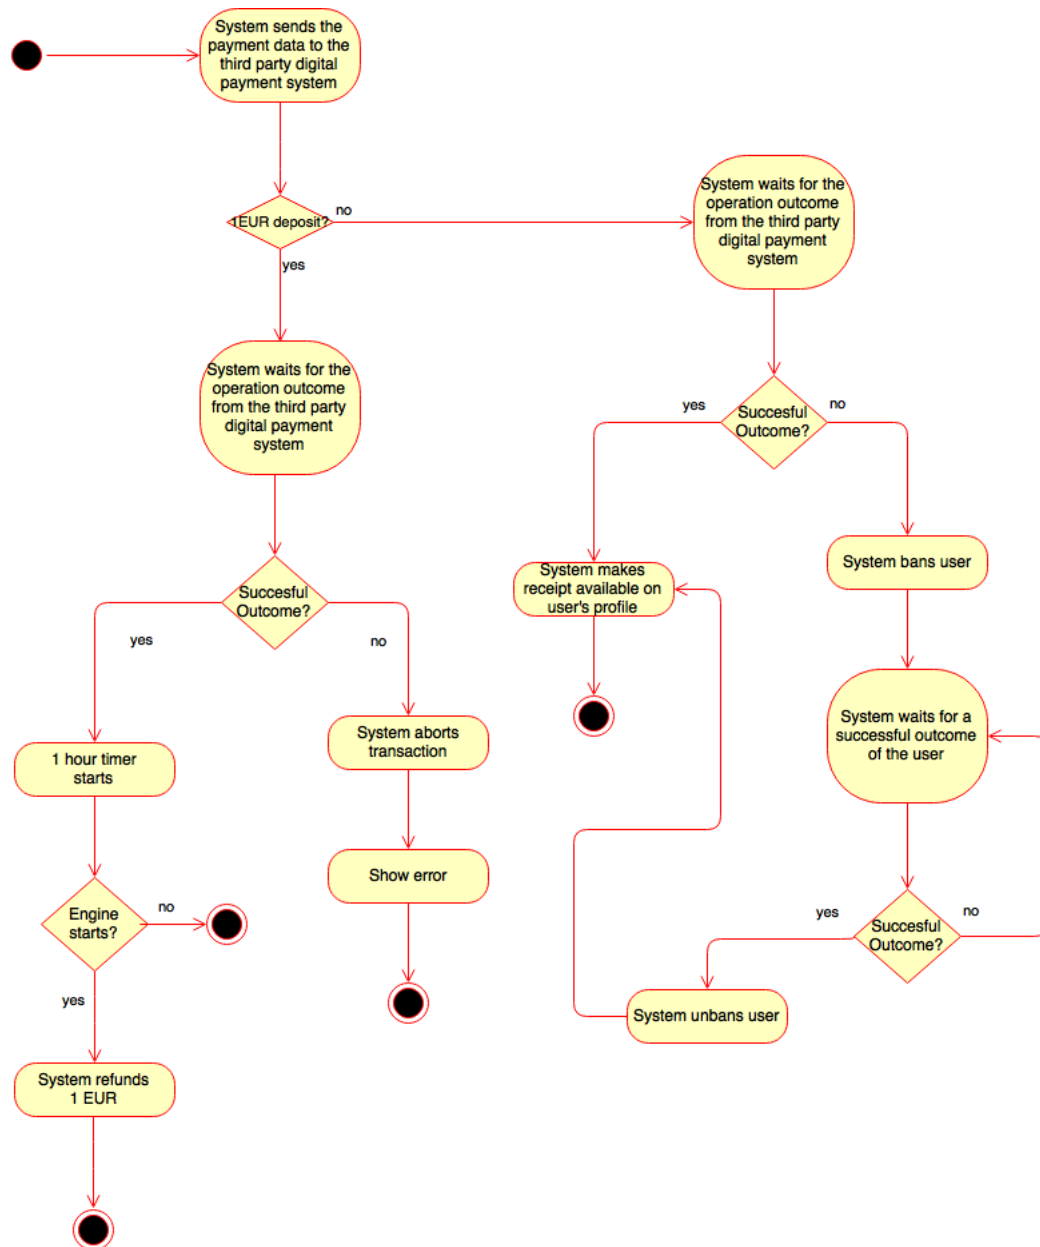 System sends the
payment data to the
third party digital
payment system
1EUR deposit?
no
yes
System waits for the
operation outcome
from the third party
digital payment
system
System waits for the
operation outcome
from the third party
digital payment
system
yes
Succesful
Outcome?
no
System makes
receipt available on
user's profile
System bans user
Succesful
Outcome?
yes
no
System waits for a
successful outcome
of the user
1 hour timer
starts
System aborts
transaction
Show error
Engine
starts?
no
yes
yes
Succesful
Outcome?
no
System unbans user
System refunds
1 EUR